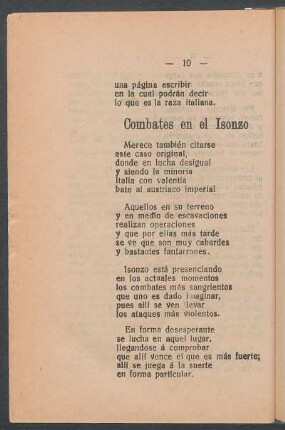 — 10 —
una página escribir
en la cual podrán decir
lo que es la raza italiana.
Combates en el Isonzo
Merece también citarse
este caso original,
donde en lucha desigual
y siendo la minoría
Italia con valentía
bate al austriaco imperial
Aquellos en su terreno
y en medio de escavaciones
realizan operaciones
y que por ellas más tarde
se ve que son muy cabardes
y bastantes fanfarrones.
Isonzo está presenciando
en los actuales momentos
los combates más sangrientos
que uno es dado imaginar,
pues allí se ven llevar
los ataques más violentos.
En forma desesperante
se lucha en aquel lugar,
llegandose á comprobar
que allí vence el que es más fuerte;
allí se juega á la suerte
en forma particular.